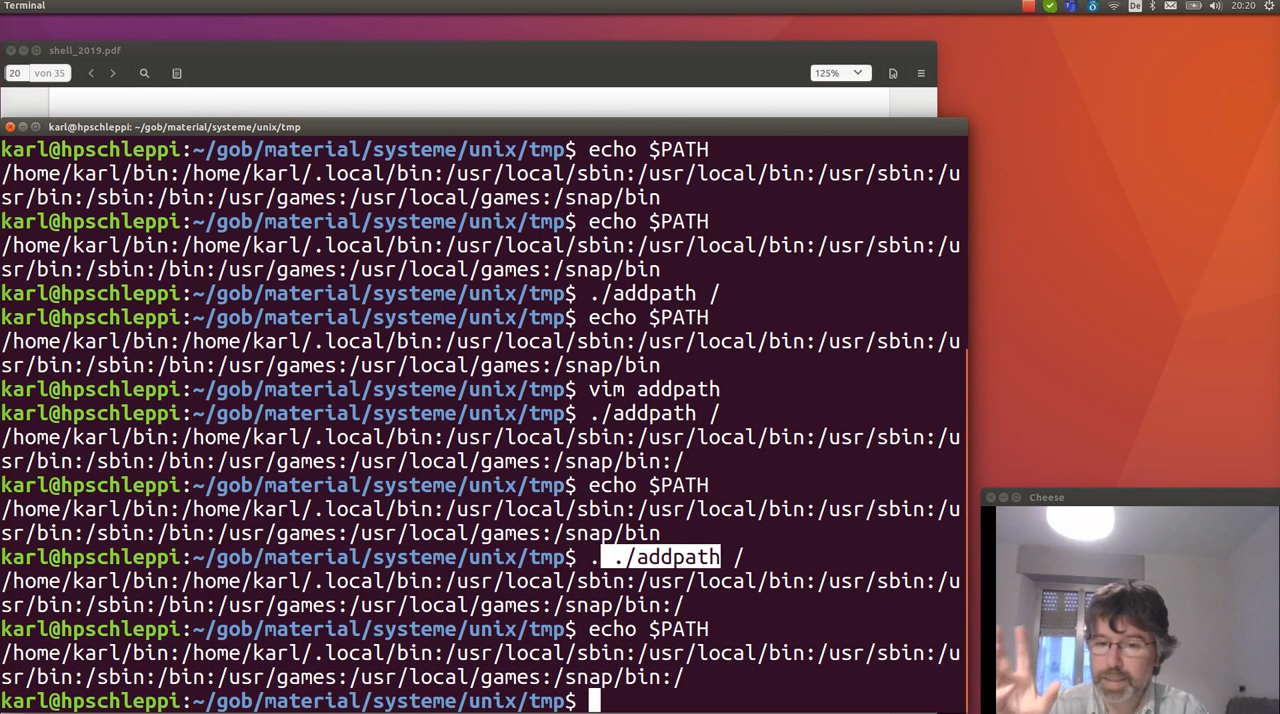 Terminal
De
20:20
shell_2019.pdf
20 von 35
125%
karl@hpschleppi: ~/gob/material/systeme/unix/tmp
karl@hpschleppi:~/gob/material/systeme/unix/tmp$ echo $PATH
/home/karl/bin:/home/karl/.local/bin:/usr/local/sbin:/usr/local/bin:/usr/sbin:/u
sr/bin:/sbin:/bin:/usr/games:/usr/local/games:/snap/bin
karl@hpschleppi:~/gob/material/systeme/unix/tmp$ echo $PATH
/home/karl/bin:/home/karl/.local/bin:/usr/local/sbin:/usr/local/bin:/usr/sbin:/u
sr/bin:/sbin:/bin:/usr/games:/usr/local/games:/snap/bin
karl@hpschleppi:~/gob/material/systeme/unix/tmp$ ./addpath /
karl@hpschleppi:~/gob/material/systeme/unix/tmp$ echo $PATH
/home/karl/bin:/home/karl/.local/bin:/usr/local/sbin:/usr/local/bin:/usr/sbin:/u
sr/bin:/sbin:/bin:/usr/games:/usr/local/games:/snap/bin
karl@hpschleppi:~/gob/material/systeme/unix/tmp$ vim addpath
karl@hpschleppi:~/gob/material/systeme/unix/tmp$ ./addpath /
/home/karl/bin:/home/karl/.local/bin:/usr/local/sbin:/usr/local/bin:/usr/sbin:/u
sr/bin:/sbin:/bin:/usr/games:/usr/local/games:/snap/bin:/
karl@hpschleppi:~/gob/material/systeme/unix/tmp$ echo $PATH
/home/karl/bin:/home/karl/.local/bin:/usr/local/sbin:/usr/local/bin:/usr/sbin:/u
sr/bin:/sbin:/bin:/usr/games:/usr/local/games:/snap/bin
karl@hpschleppi:~/gob/material/systeme/unix/tmp$ . ./addpath /
/home/karl/bin:/home/karl/.local/bin:/usr/local/sbin:/usr/local/bin:/usr/sbin:/u
sr/bin:/sbin:/bin:/usr/games:/usr/local/games:/snap/bin:/
karl@hpschleppi:~/gob/material/systeme/unix/tmp$ echo $PATH
/home/karl/bin:/home/karl/.local/bin:/usr/local/sbin:/usr/local/bin:/usr/sbin:/u
sr/bin:/sbin:/bin:/usr/games:/usr/local/games:/snap/bin:/
karl@hpschleppi:~/gob/material/systeme/unix/tmp$
Cheese